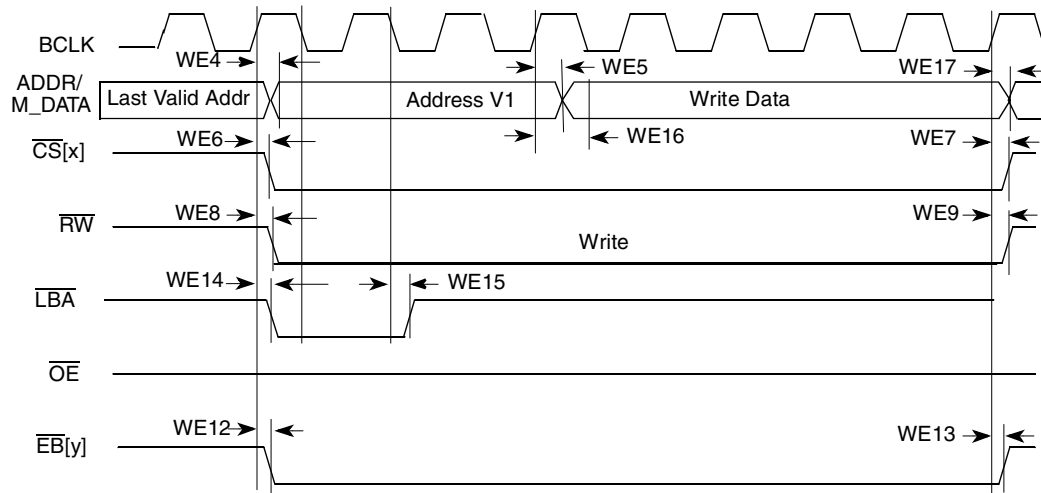 BCLK
WE4
WE5
WE17
ADDR/
M_DATA
Last Valid Addr
Address V1
Write Data
WE6
WE16
WE7
CS[x]
WE8
WE9
RW
Write
WE14
WE15
LBA
OE
WE12
WE13
EB[y]